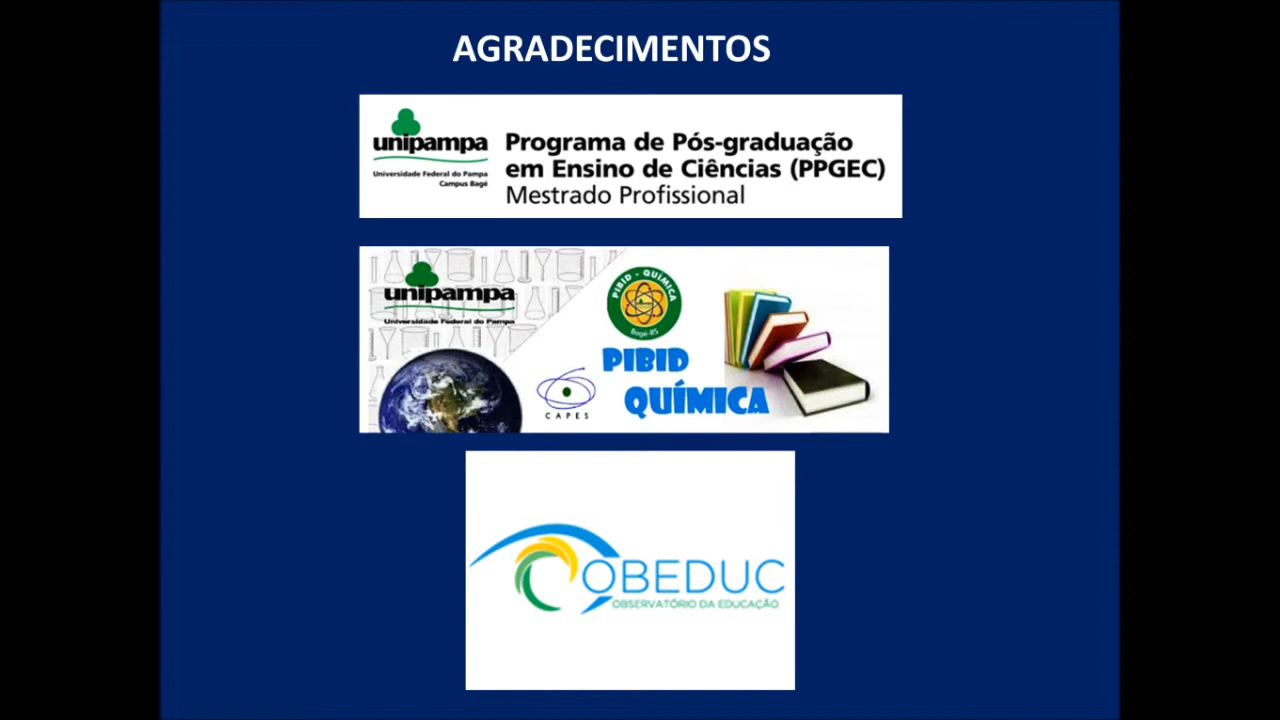 AGRADECIMENTOS
unipampa
Universidade Federal do Pampa
Campus Bagé
Programa de Pós-graduação
em Ensino de Ciências (PPGEC)
Mestrado Profissional
unipampa
Universidade Federal do Pampa
PIBID - QUÍMICA
Bagé-RS
PIBID
QUÍMICA
CAPES
OBEDUC
OBSERVATÓRIO DA EDUCAÇÃO